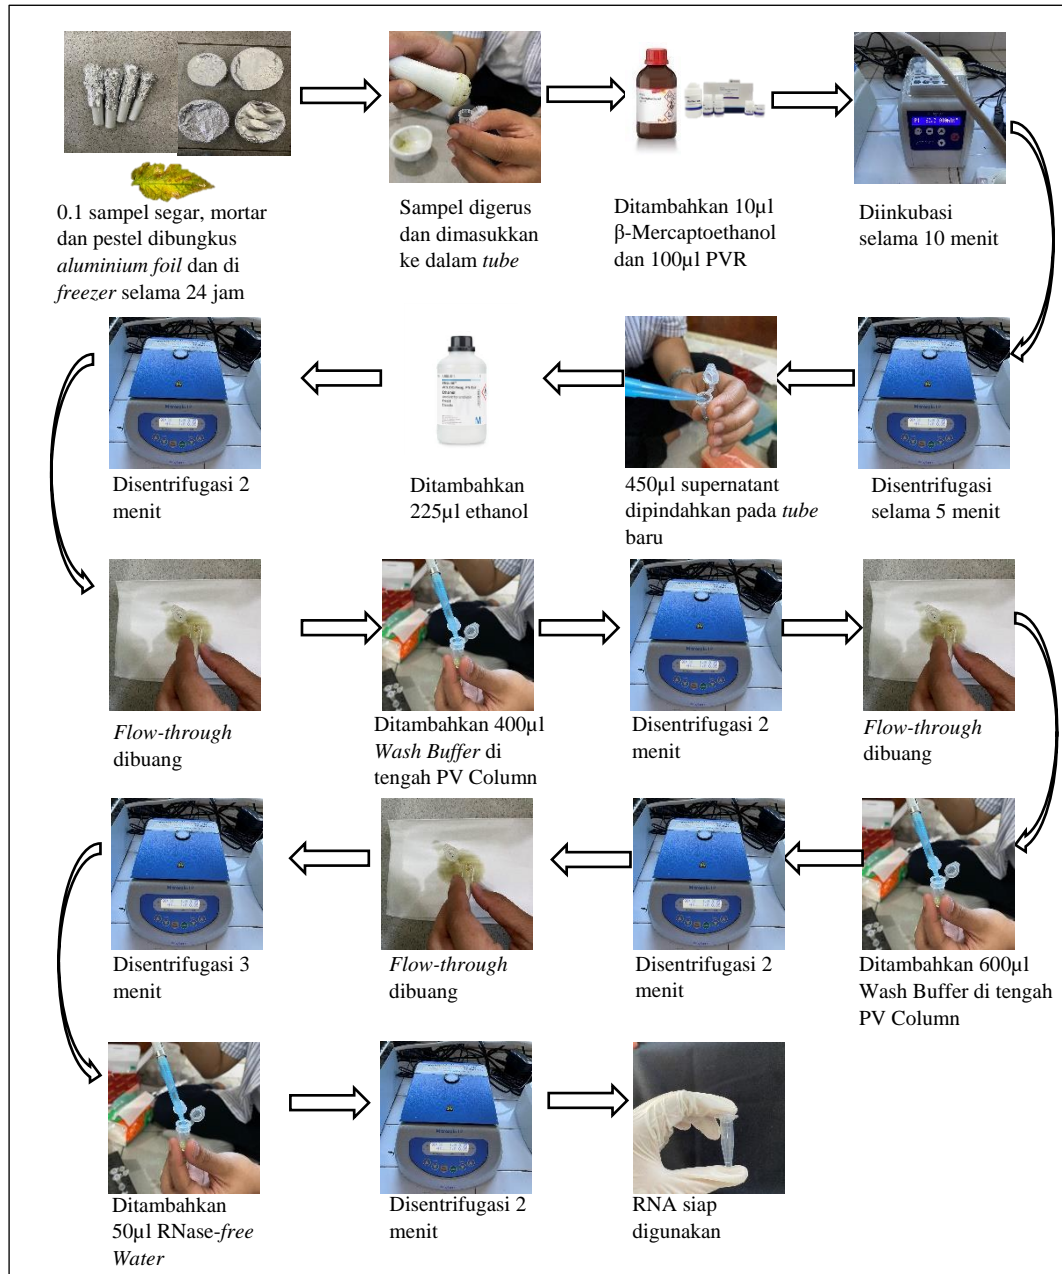 0.1 sampel segar, mortar
dan pestel dibungkus
aluminium foil dan di
freezer selama 24 jam
Sampel digerus
dan dimasukkan
ke dalam tube
Ditambahkan 10µl
β-Mercaptoethanol
dan 100µl PVR
Diinkubasi
selama 10 menit
Disentrifugasi
selama 5 menit
450µl supernatant
dipindahkan pada tube
baru
Ditambahkan
225µl ethanol
Disentrifugasi 2
menit
Flow-through
dibuang
Ditambahkan 400µl
Wash Buffer di
tengah PV Column
Disentrifugasi 2
menit
Flow-through
dibuang
Ditambahkan 600µl
Wash Buffer di tengah
PV Column
Disentrifugasi 2
menit
Flow-through
dibuang
Disentrifugasi 3
menit
Ditambahkan
50µl RNase-free
Water
Disentrifugasi 2
menit
RNA siap
digunakan